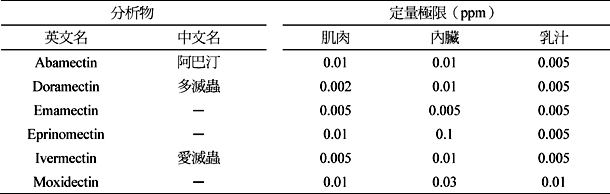 分析物 定量極限（ppm）
英文名 中文名 肌肉 內臟 乳汁
Abamectin 阿巴汀 0.01 0.01 0.005
Doramectin 多滅蟲 0.002 0.01 0.005
Emamectin － 0.005 0.005 0.005
Eprinomectin － 0.01 0.1 0.005
Ivermectin 愛滅蟲 0.005 0.01 0.005
Moxidectin － 0.01 0.03 0.01